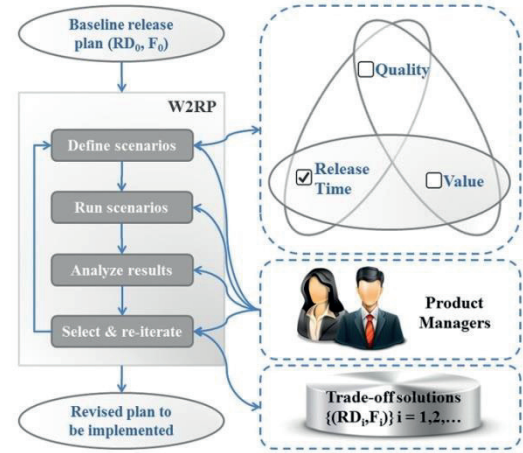 Baseline release
plan (RD₀, F₀)
W2RP
Define scenarios
Run scenarios
Analyze results
Select & re-iterate
Revised plan to
be implemented
Quality
Release
Time
Value
Product
Managers
Trade-off solutions
{(RDᵢ,Fᵢ)} i = 1,2,…